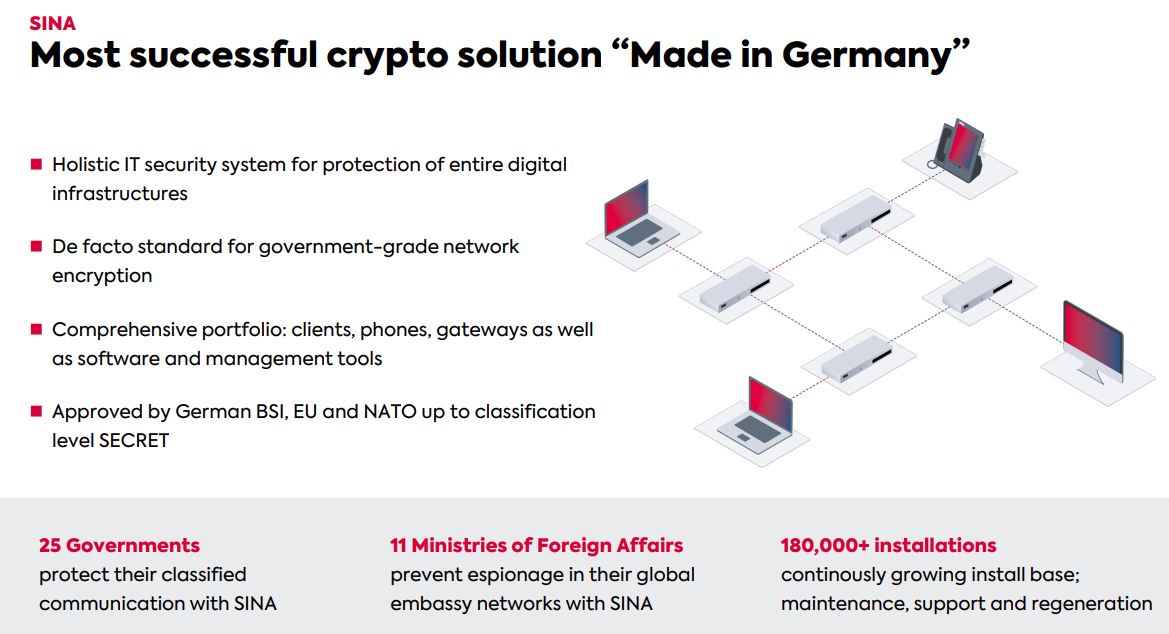 SINA
Most successful crypto solution “Made in Germany”
Holistic IT security system for protection of entire digital
infrastructures
De facto standard for government-grade network
encryption
Comprehensive portfolio: clients, phones, gateways as well
as software and management tools
Approved by German BSI, EU and NATO up to classification
level SECRET
25 Governments
protect their classified
communication with SINA
11 Ministries of Foreign Affairs
prevent espionage in their global
embassy networks with SINA
180,000+ installations
continously growing install base;
maintenance, support and regeneration